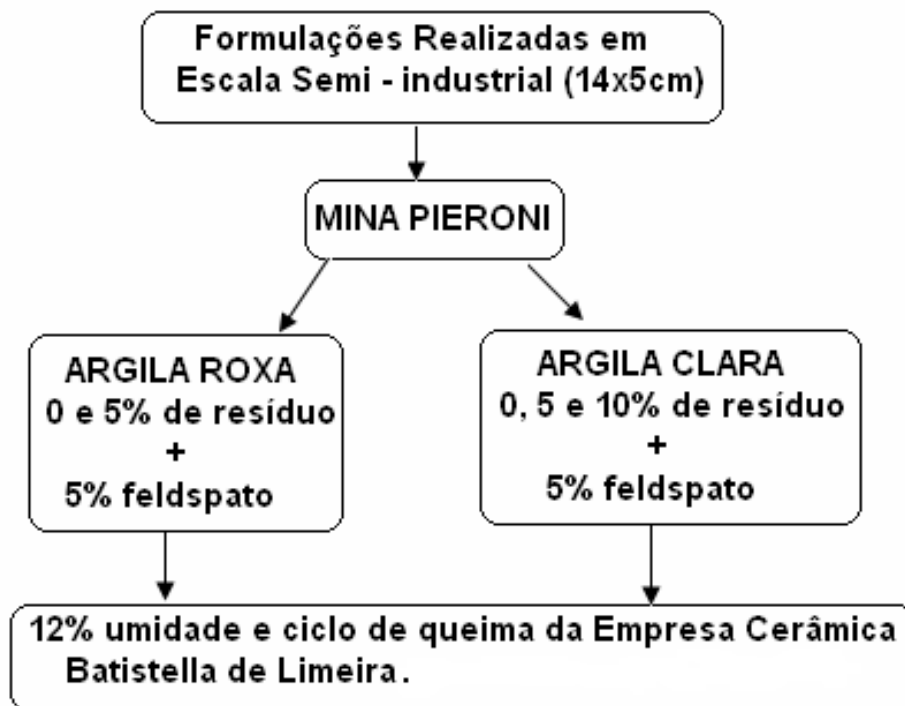 Formulações Realizadas em
Escala Semi - industrial (14x5cm)
MINA PIERONI
ARGILA ROXA
0 e 5% de resíduo
+
5% feldspato
ARGILA CLARA
0, 5 e 10% de resíduo
+
5% feldspato
12% umidade e ciclo de queima da Empresa Cerâmica
Batistella de Limeira.